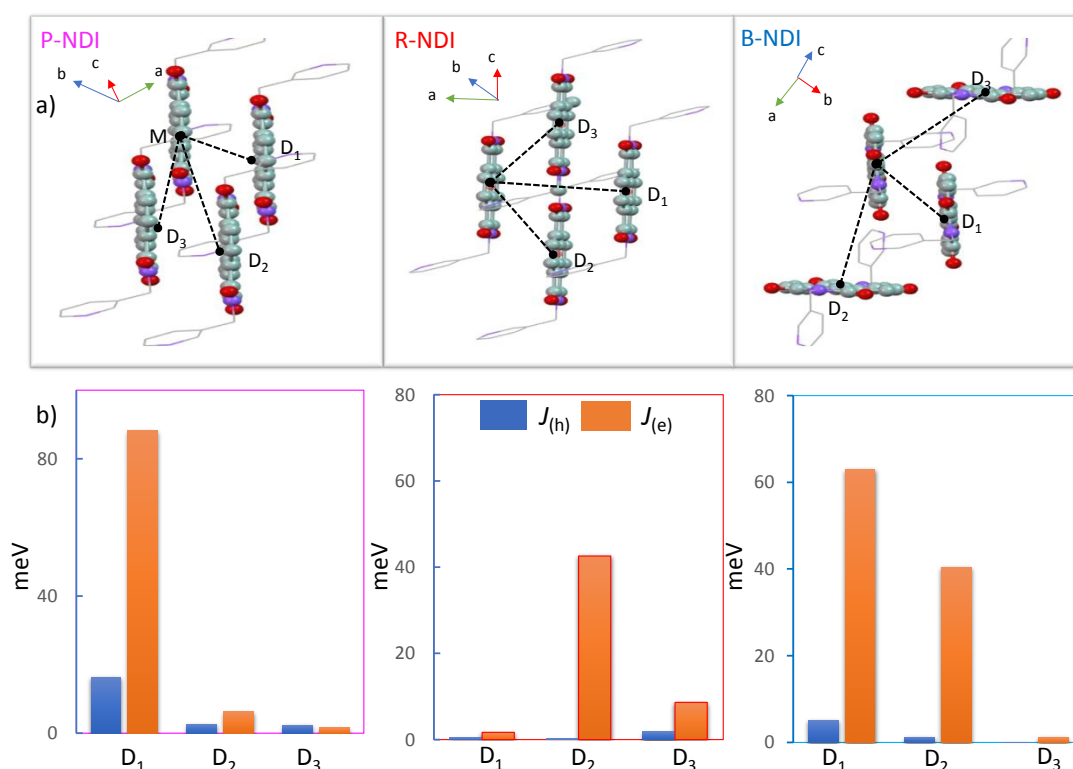 P-NDI
R-NDI
B-NDI
a)
b
c
a
M
D1
D3
D2
a
b
c
D3
D1
D2
c
b
a
D3
D1
D2
b)
J(h)
J(e)
meV
80
40
0
D1
D2
D3
meV
80
60
40
20
0
D1
D2
D3
meV
80
60
40
20
0
D1
D2
D3